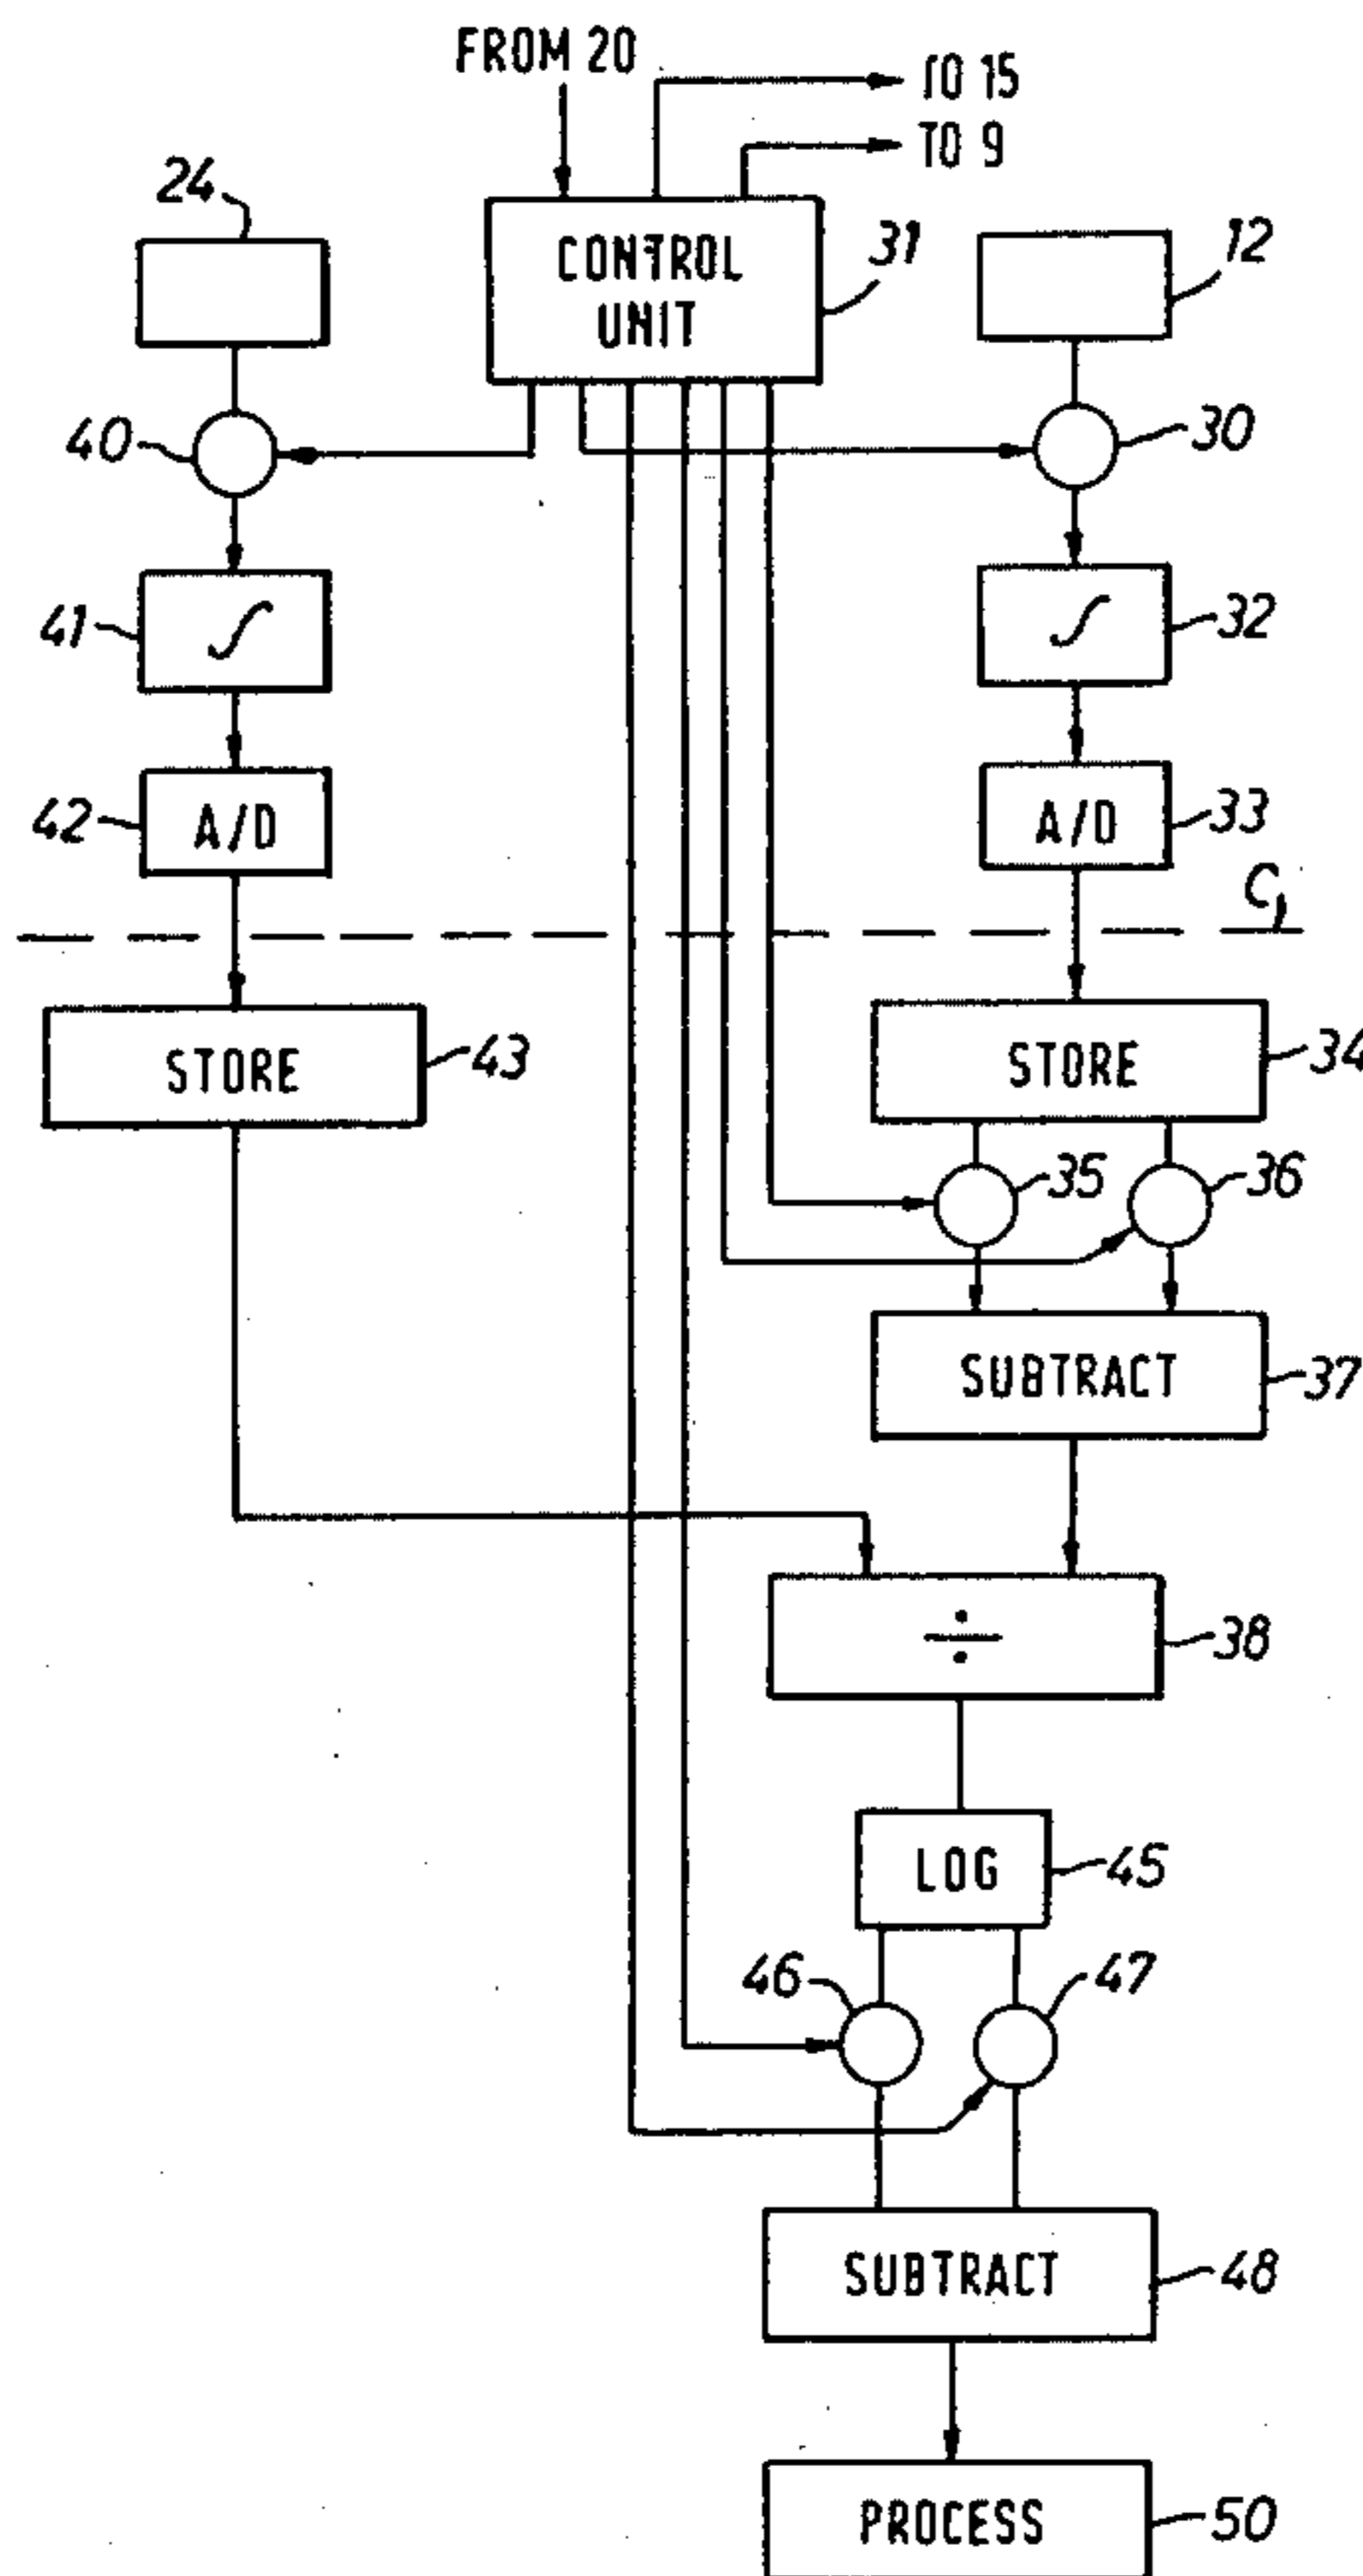 FROM 20
TO 15
TO 9
24
CONTROL
UNIT
31
12
40
30
41
∫
∫
32
42
A/D
A/D
33
C
STORE
43
STORE
34
35
36
SUBTRACT
37
÷
38
LOG
45
46
47
SUBTRACT
48
PROCESS
50